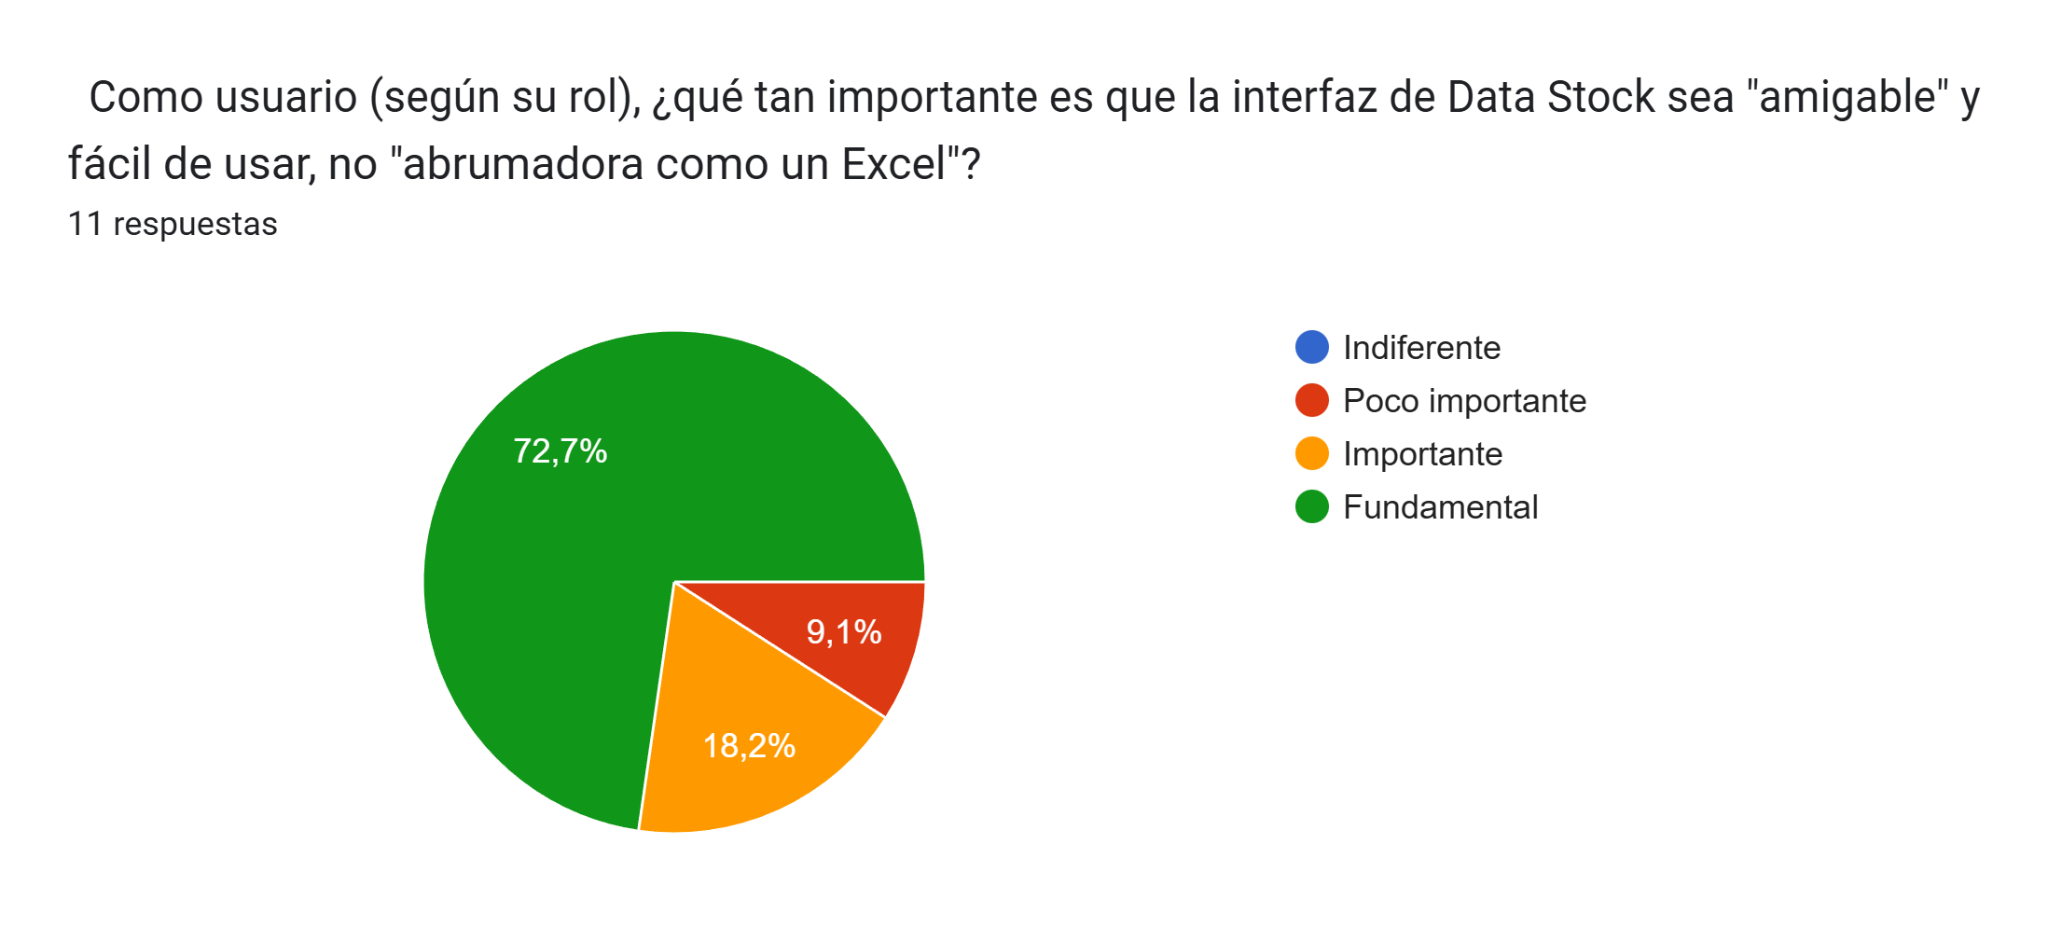 Como usuario (según su rol), ¿qué tan importante es que la interfaz de Data Stock sea "amigable" y
fácil de usar, no "abrumadora como un Excel"?
11 respuestas
Indiferente
Poco importante
Importante
Fundamental
72,7%
9,1%
18,2%